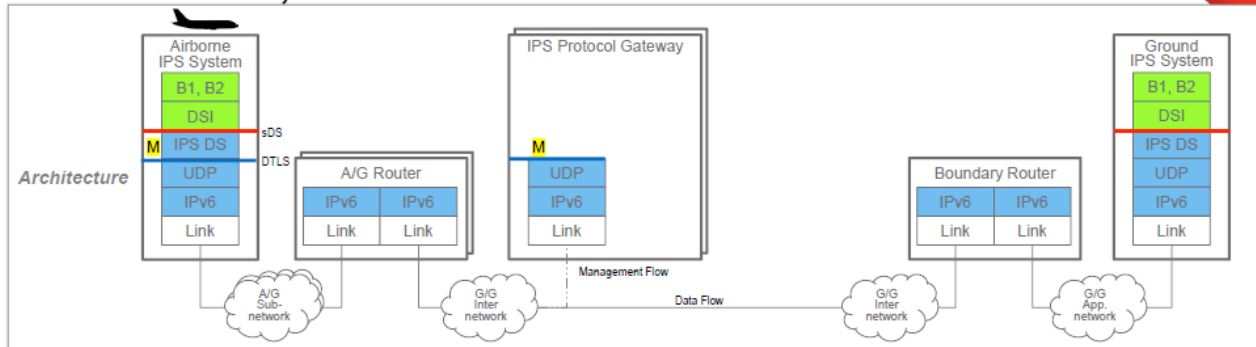 Architecture
Airborne
IPS System
B1, B2
DSI
sDS
M
IPS DS
DTLS
UDP
IPv6
Link
A/G Router
IPv6
IPv6
Link
Link
IPS Protocol Gateway
M
UDP
IPv6
Link
Boundary Router
IPv6
IPv6
Link
Link
Ground
IPS System
B1, B2
DSI
IPS DS
UDP
IPv6
Link
A/G
Sub-
network
G/G
Inter
network
Management Flow
Data Flow
G/G
Inter
network
G/G
App.
network